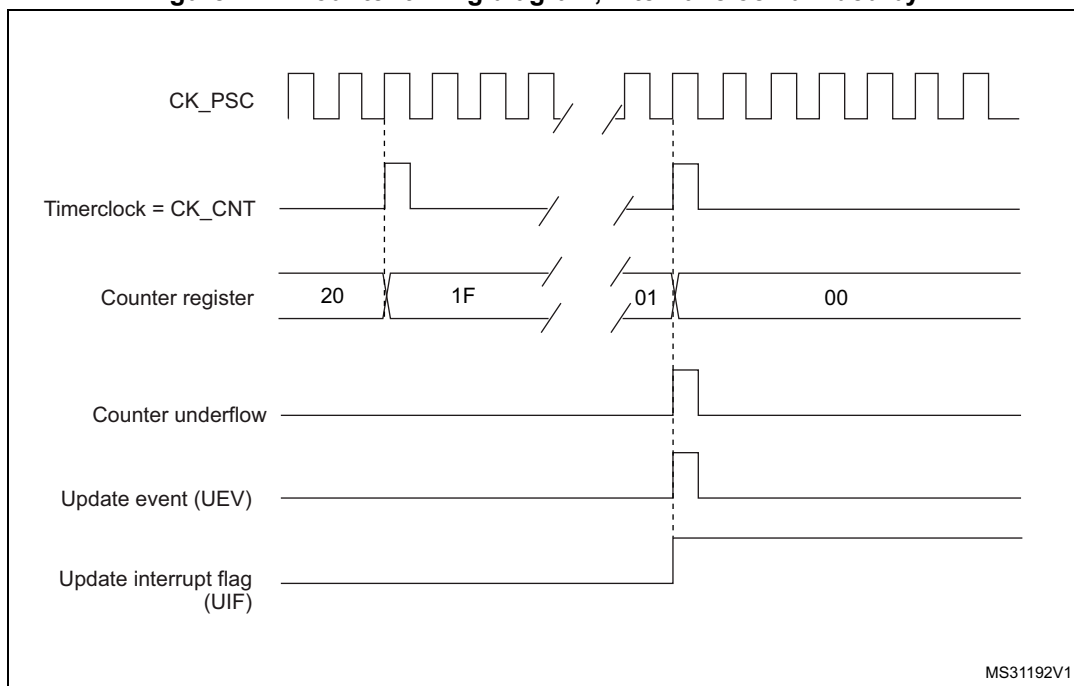 CK_PSC
Timerclock = CK_CNT
Counter register
20
1F
01
00
Counter underflow
Update event (UEV)
Update interrupt flag
(UIF)
MS31192V1